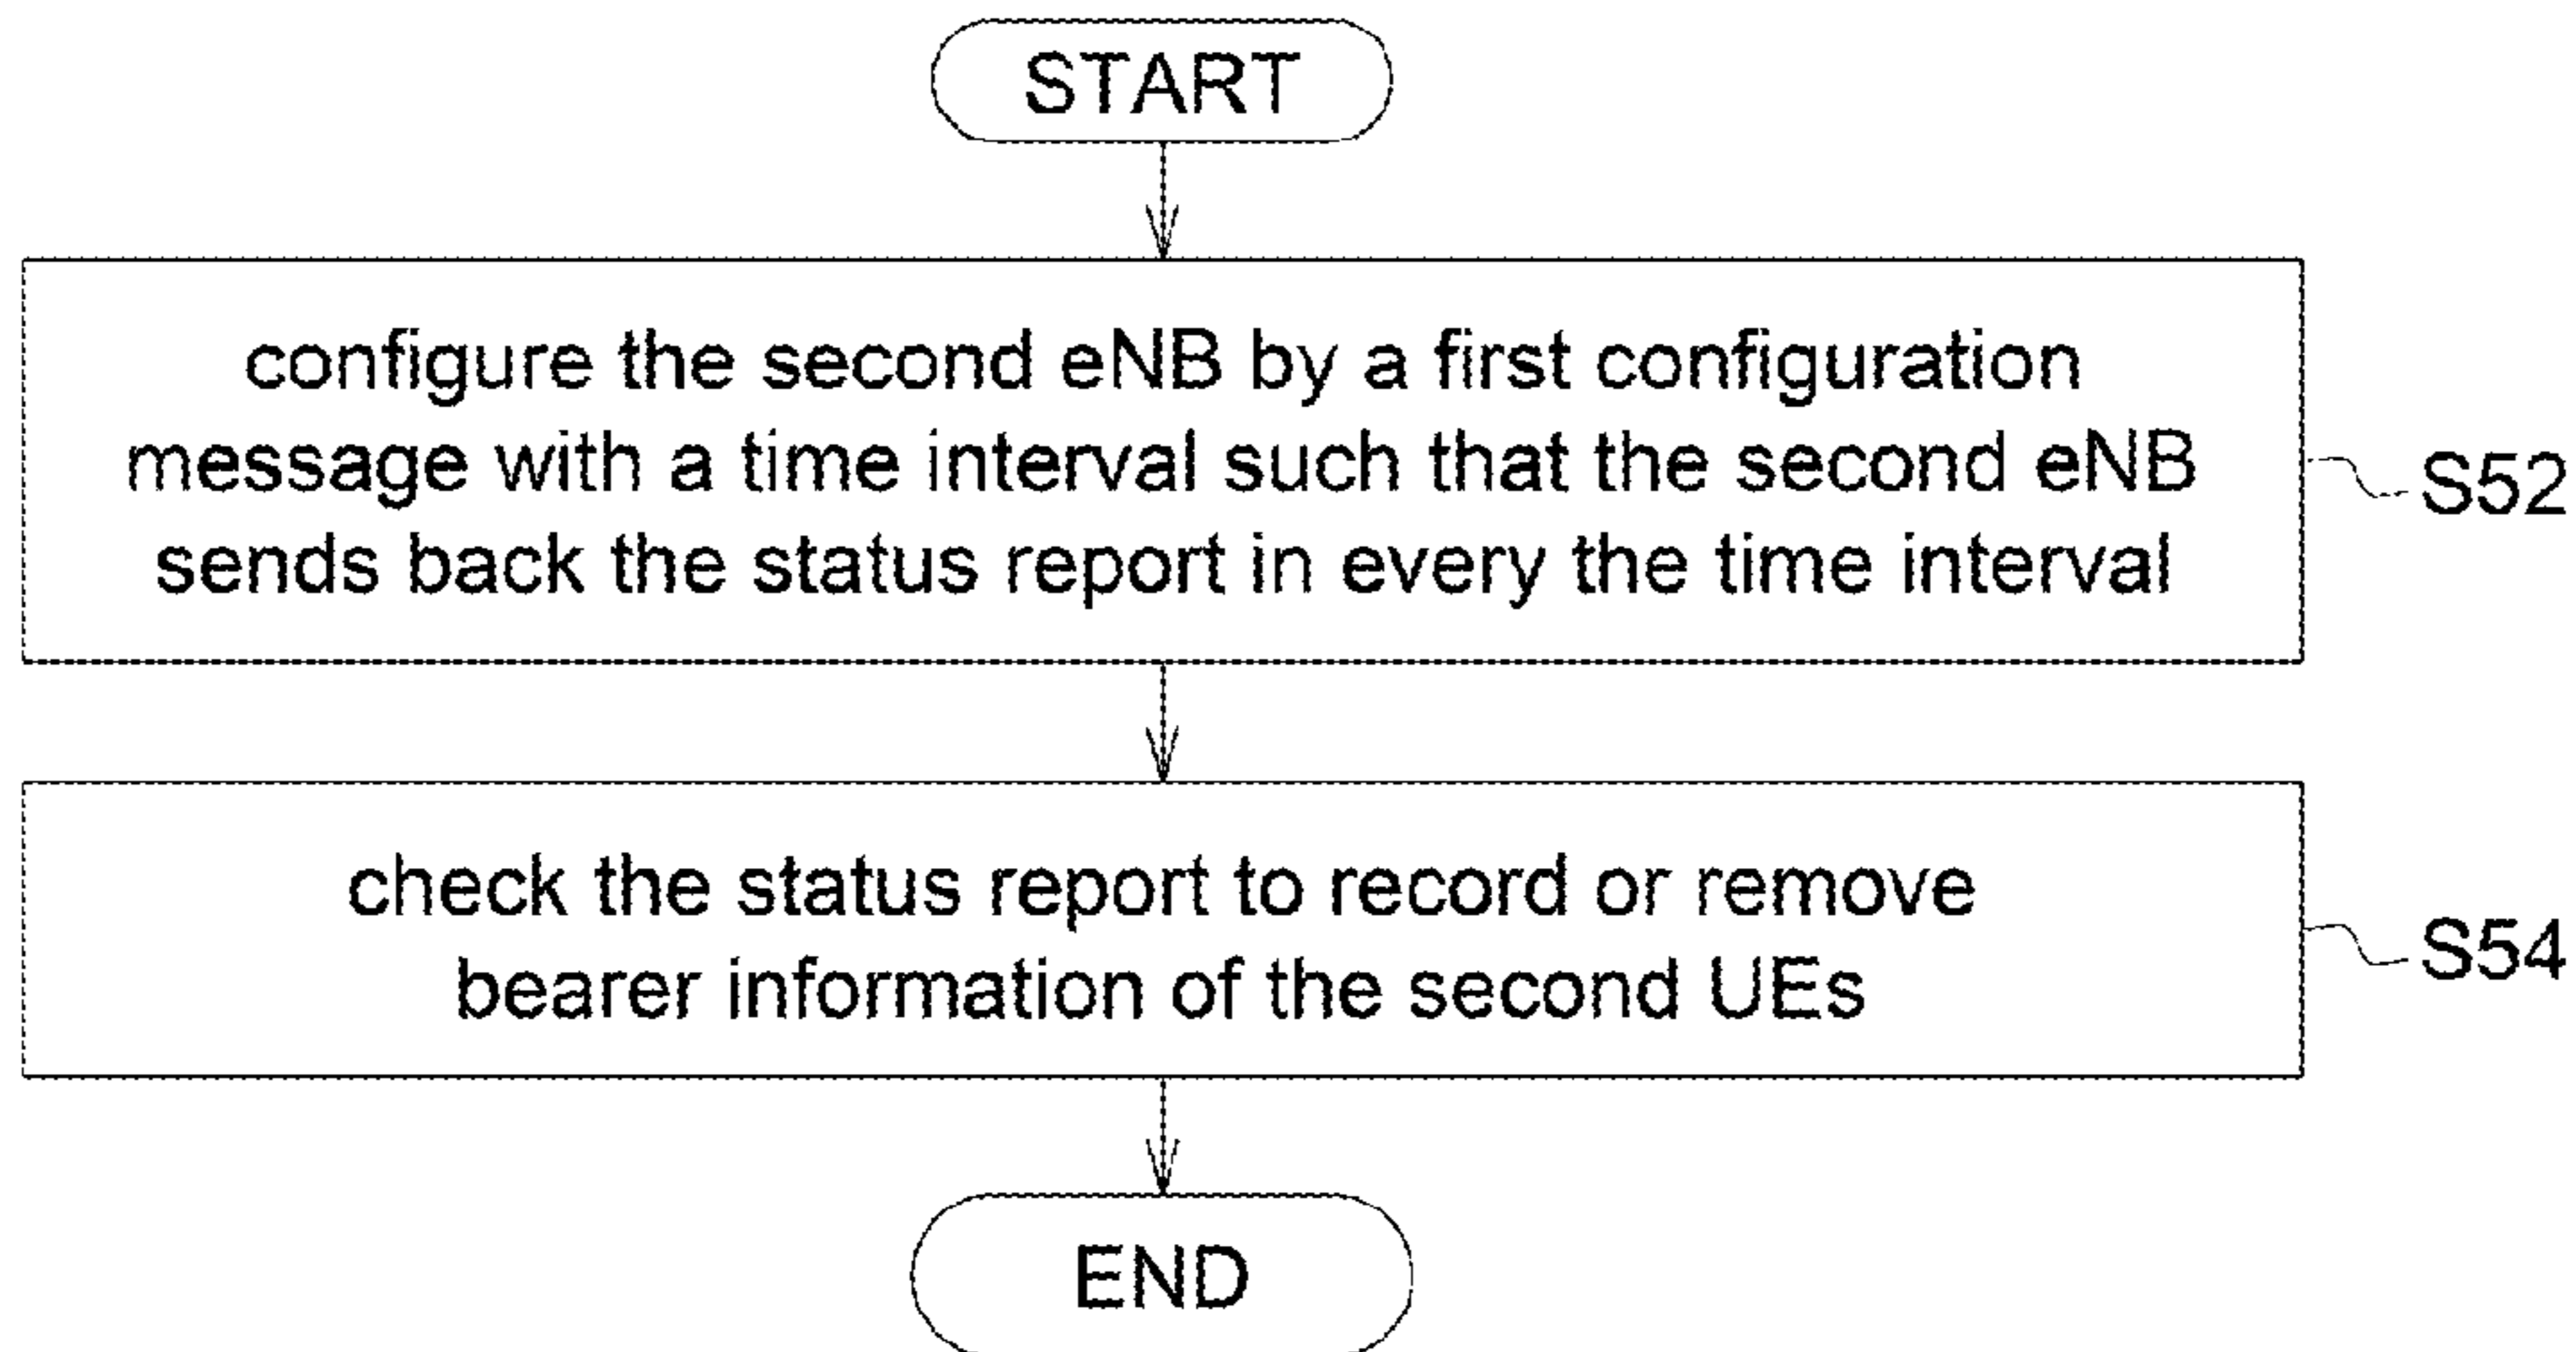 START
configure the second eNB by a first configuration
message with a time interval such that the second eNB
sends back the status report in every the time interval
S52
check the status report to record or remove
bearer information of the second UEs
S54
END